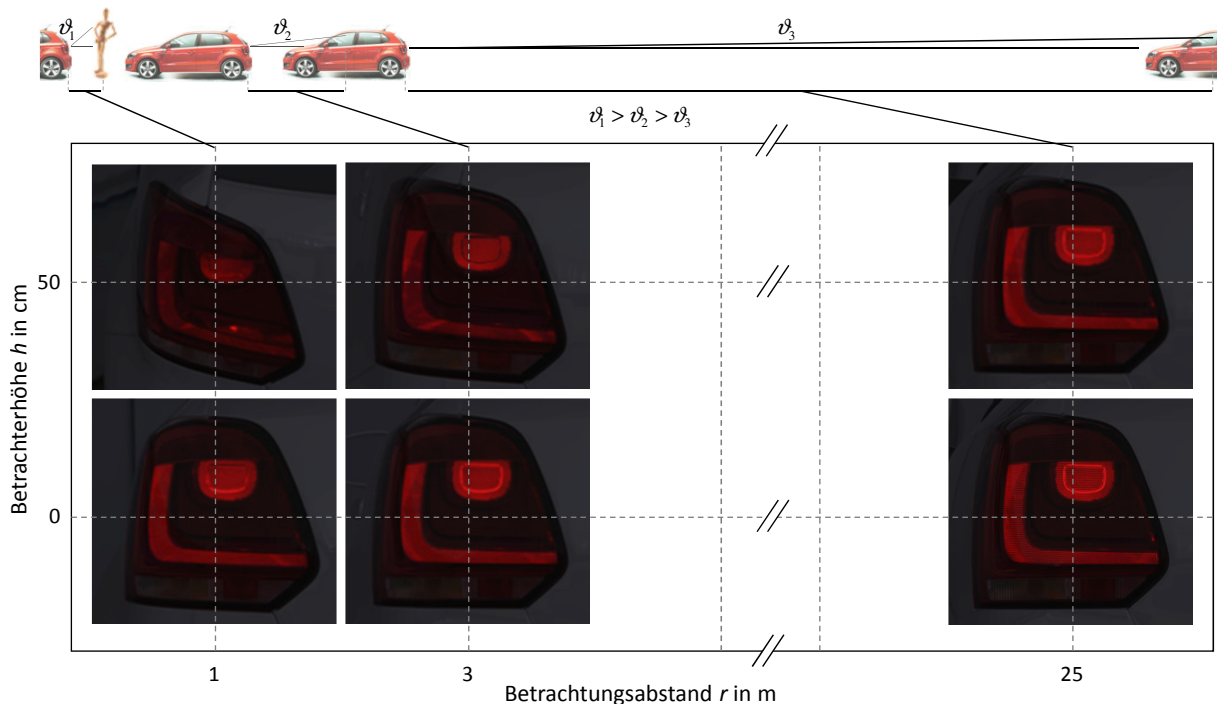 ϑ₁ ϑ₂ ϑ₃
ϑ₁ > ϑ₂ > ϑ₃
Betrachterhöhe h in cm
50
0
1 3 25
Betrachtungsabstand r in m